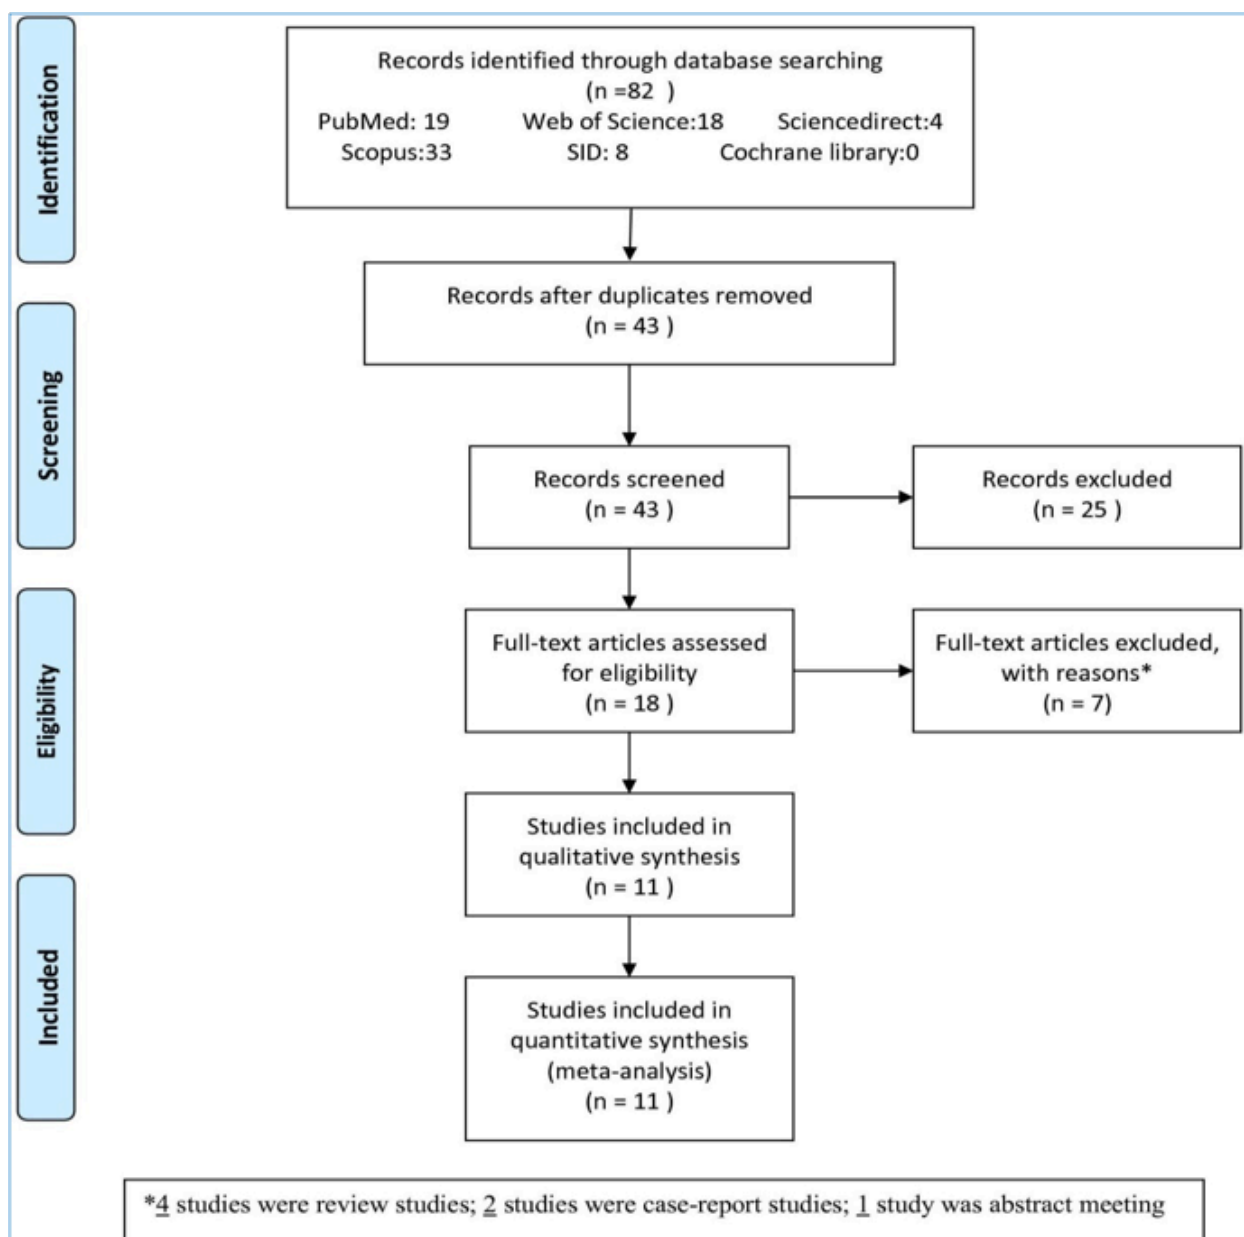 Identification
Records identified through database searching
(n =82  )
PubMed: 19 Web of Science:18 Sciencedirect:4
Scopus:33 SID: 8 Cochrane library:0
Records after duplicates removed
(n = 43 )
Screening
Records screened
(n = 43 )
Records excluded
(n = 25 )
Eligibility
Full-text articles assessed
for eligibility
(n = 18 )
Full-text articles excluded,
with reasons*
(n = 7)
Studies included in
qualitative synthesis
(n = 11 )
Included
Studies included in
quantitative synthesis
(meta-analysis)
(n = 11 )
*4 studies were review studies; 2 studies were case-report studies; 1 study was abstract meeting